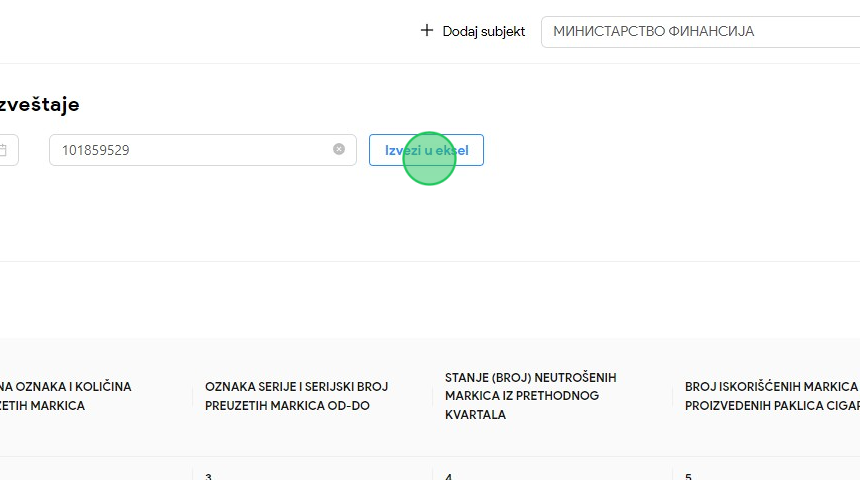 Dodaj subjekt
МИНИСТАРСТВО ФИНАНСИЈА
zveštaje
101859529
Izvezi u eksel
NA OZNAKA I KOLIČINA
ZETIH MARKICA
OZNAKA SERIJE I SERIJSKI BROJ
PREUZETIH MARKICA OD-DO
STANJE (BROJ) NEUTROŠENIH
MARKICA IZ PRETHODNOG
KVARTALA
BROJ ISKORIŠĆENIH MARKICA
PROIZVEDENIH PAKLICA CIGAR
3
4
5